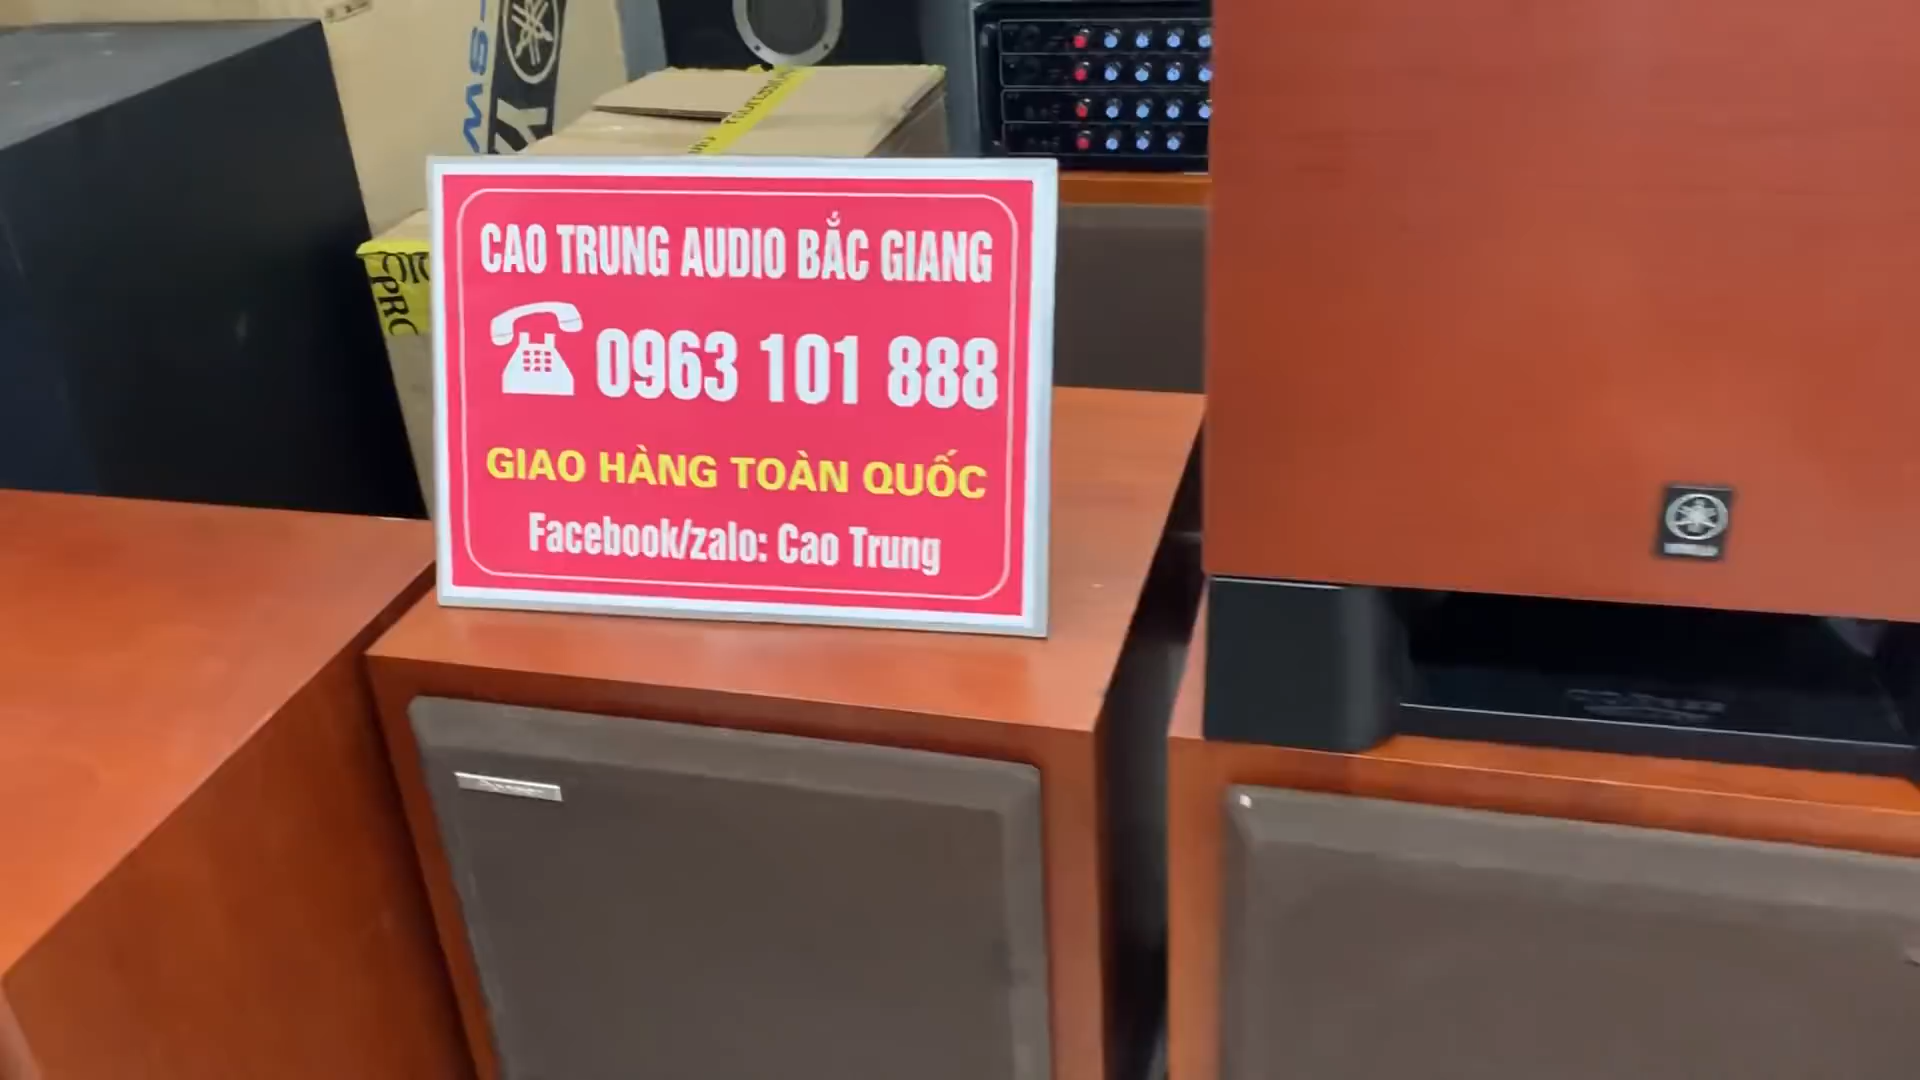 CAO TRUNG AUDIO BẮC GIANG
0963 101 888
GIAO HÀNG TOÀN QUỐC
Facebook/zalo: Cao Trung